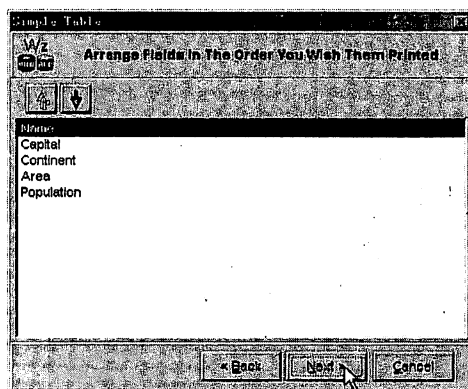 Simple Table
Arrange Fields In The Order You Wish Them Printed
Name
Capital
Continent
Area
Population
< Back
Next >
Cancel